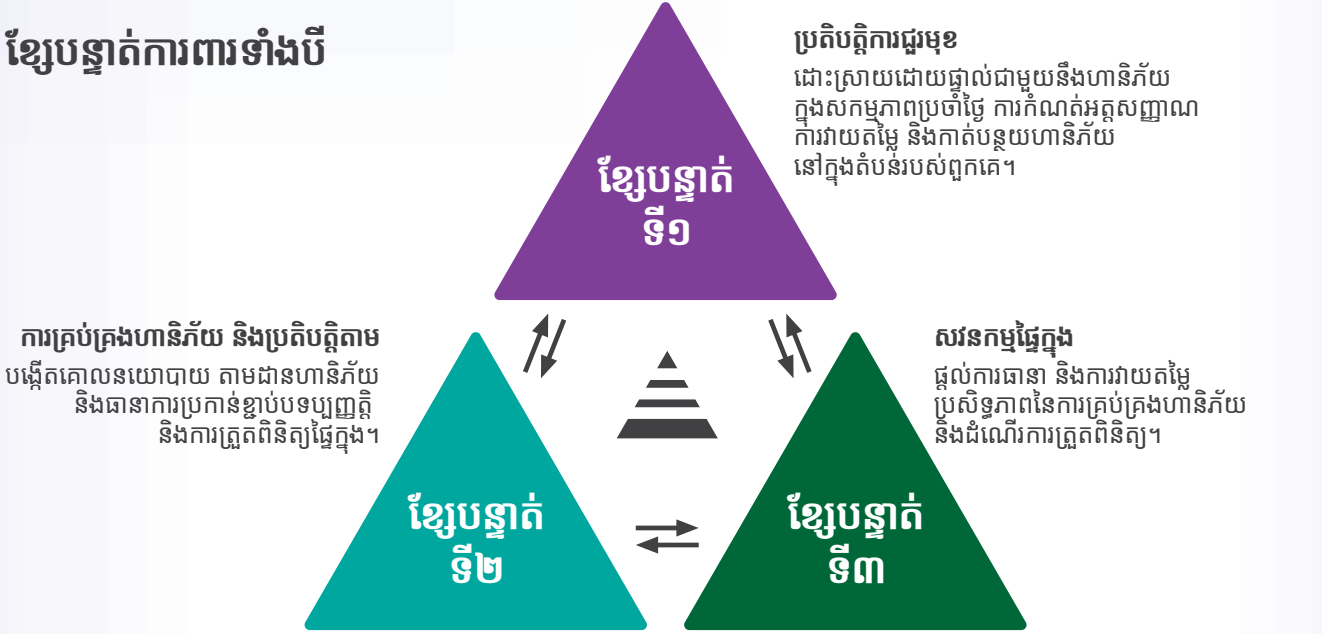 ខ្សែបន្ទាត់ការពារទាំងបី
ប្រតិបត្តិការជួរមុខ
ដោះស្រាយដោយផ្ទាល់ជាមួយនឹងហានិភ័យ
ក្នុងសកម្មភាពប្រចាំថ្ងៃ ការកំណត់អត្តសញ្ញាណ
ការវាយតម្លៃ និងកាត់បន្ថយហានិភ័យ
នៅក្នុងតំបន់របស់ពួកគេ។
ខ្សែបន្ទាត់
ទី១
ការគ្រប់គ្រងហានិភ័យ និងប្រតិបត្តិតាម
បង្កើតគោលនយោបាយ តាមដានហានិភ័យ
និងធានាការប្រកាន់ខ្ជាប់បទប្បញ្ញត្តិ
និងការត្រួតពិនិត្យផ្ទៃក្នុង។
ខ្សែបន្ទាត់
ទី២
សវនកម្មផ្ទៃក្នុង
ផ្តល់ការធានា និងការវាយតម្លៃ
ប្រសិទ្ធភាពនៃការគ្រប់គ្រងហានិភ័យ
និងដំណើរការត្រួតពិនិត្យ។
ខ្សែបន្ទាត់
ទី៣